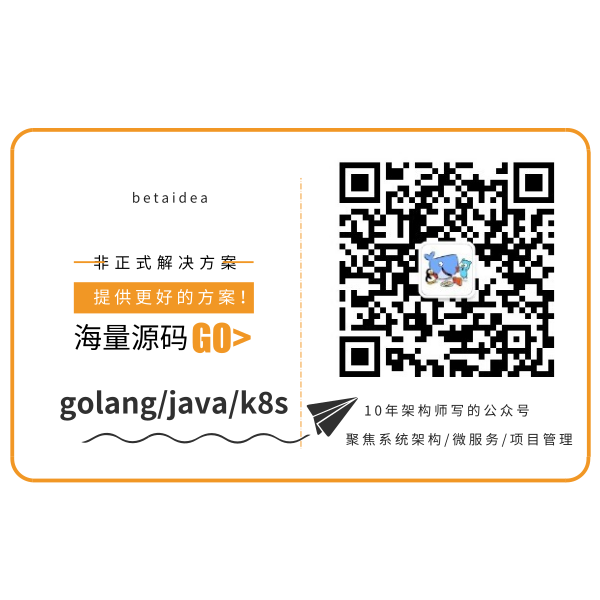 betaidea
非正式解决方案
提供更好的方案!
海量源码GO>
golang/java/k8s
10年架构师写的公众号
聚焦系统架构/微服务/项目管理